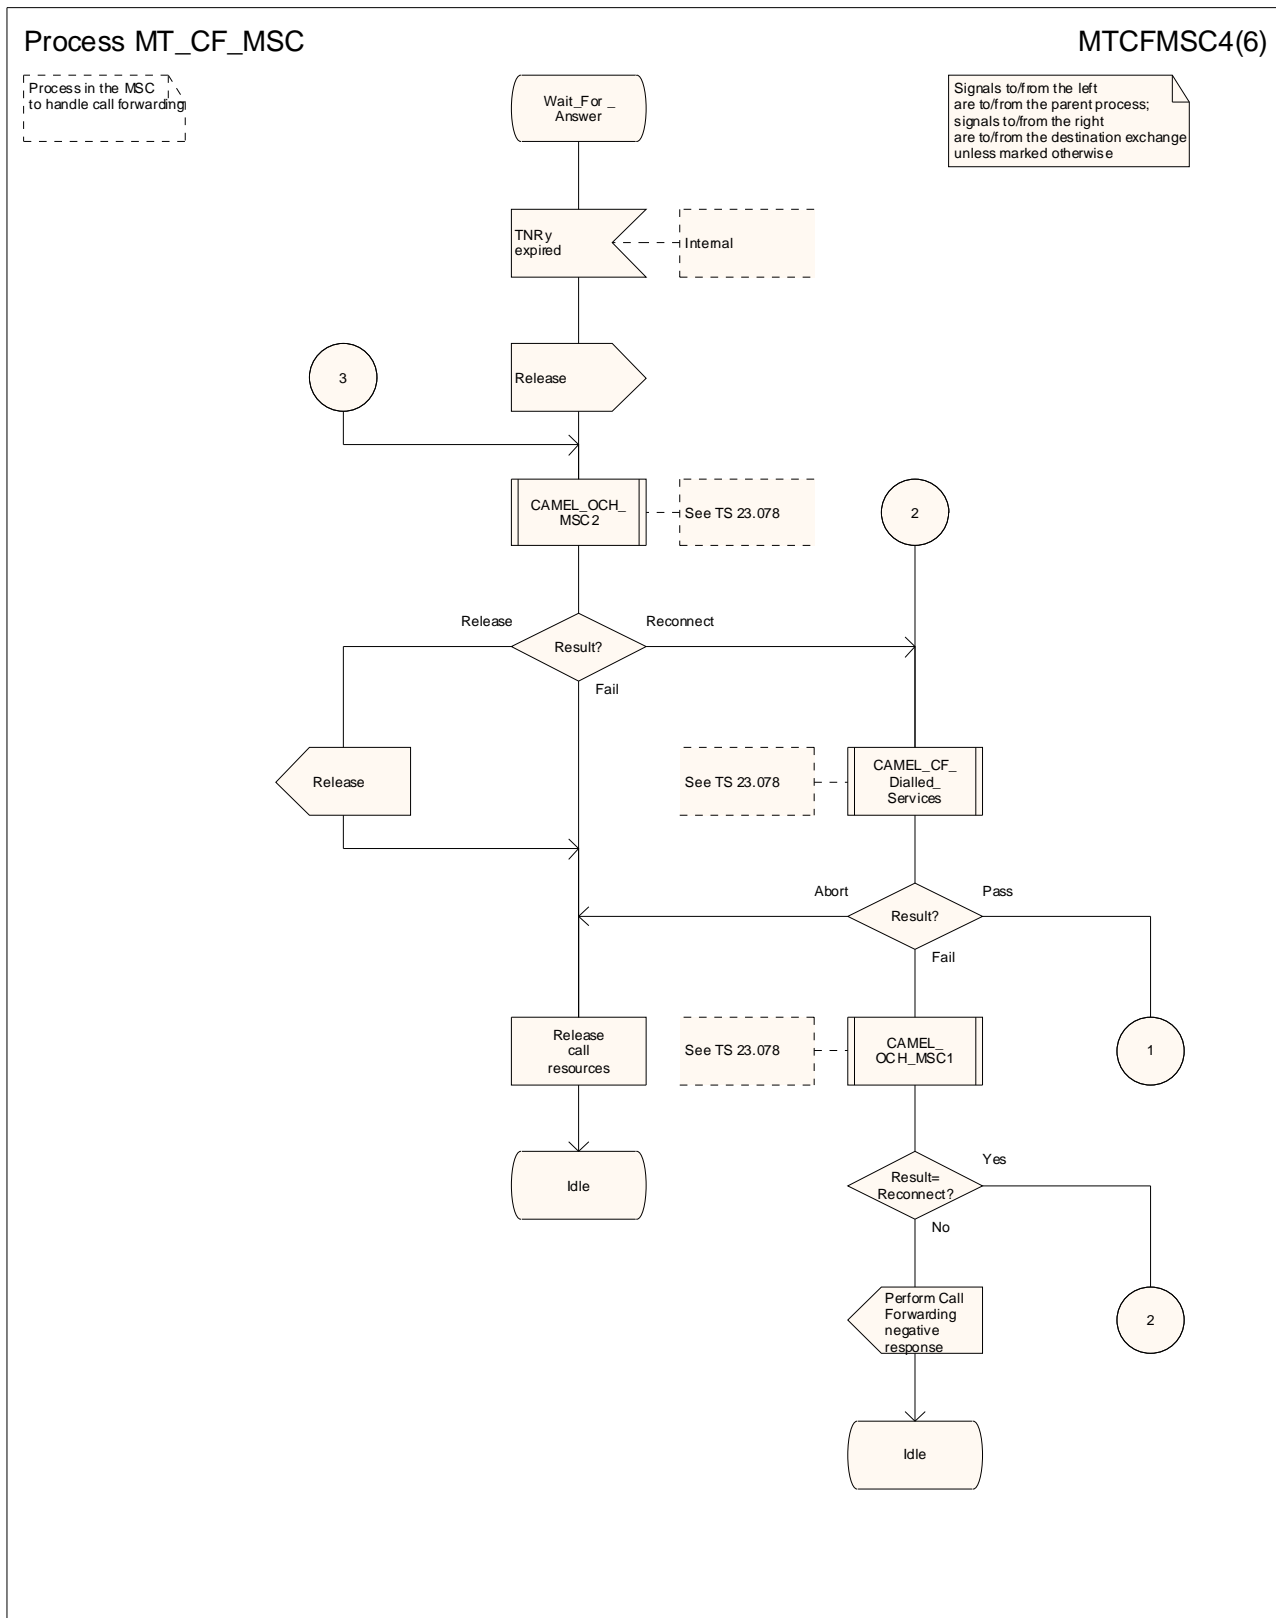 Process MT_CF_MSC
MTCFMSC4(6)
Process in the MSC
to handle call forwarding
Signals to/from the left
are to/from the parent process;
signals to/from the right
are to/from the destination exchange
unless marked otherwise
Wait_For_
Answer
TNRy
expired
Internal
3
Release
CAMEL_OCH_
MSC2
See TS 23.078
2
Release
Result?
Reconnect
Fail
Release
See TS 23.078
CAMEL_CF_
Dialled_
Services
Abort
Result?
Pass
Fail
Release
call
resources
See TS 23.078
CAMEL_
OCH_MSC1
1
Idle
Result=
Reconnect?
Yes
No
Perform Call
Forwarding
negative
response
2
Idle